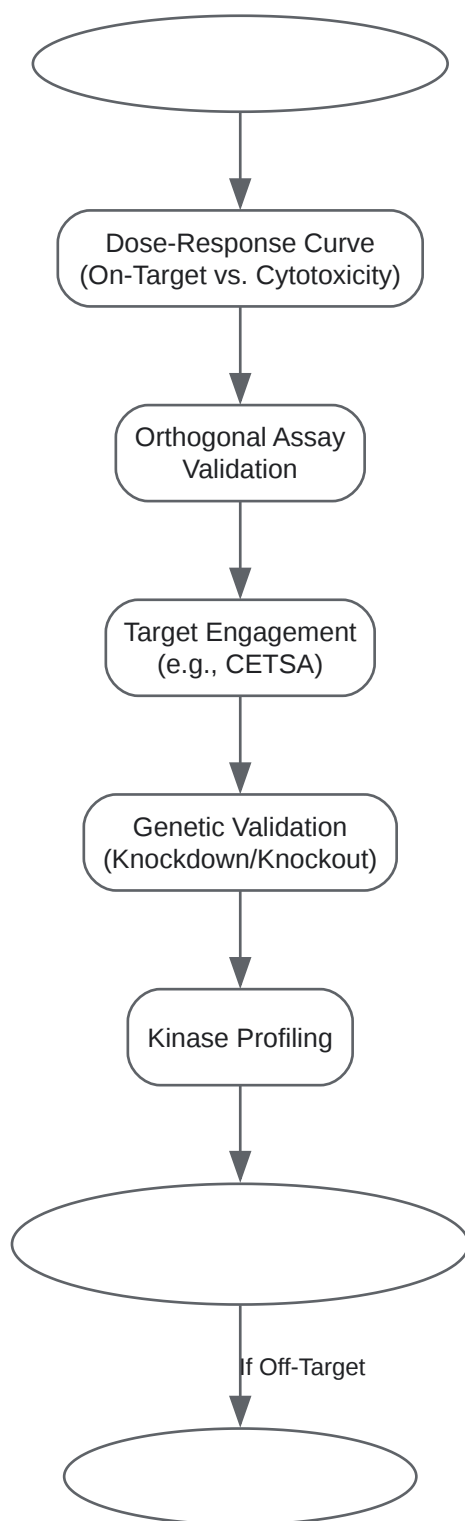 Dose-Response Curve
(On-Target vs. Cytotoxicity)
Orthogonal Assay
Validation
Target Engagement
(e.g., CETSA)
Genetic Validation
(Knockdown/Knockout)
Kinase Profiling
If Off-Target